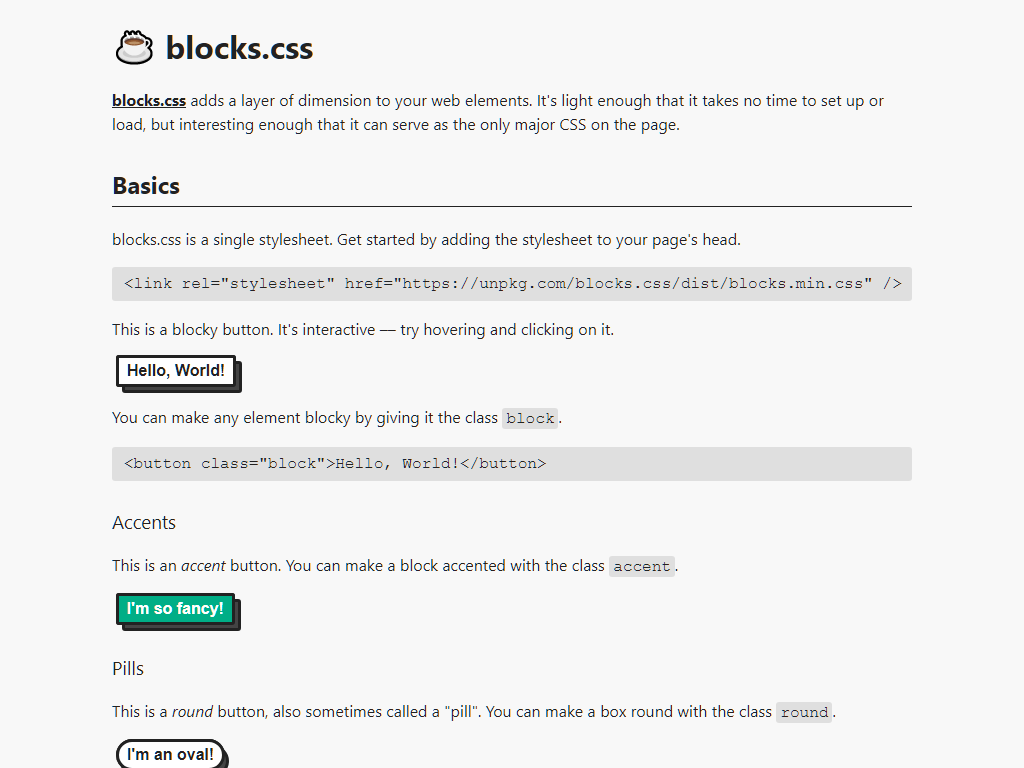 blocks.css
blocks.css adds a layer of dimension to your web elements. It's light enough that it takes no time to set up or
load, but interesting enough that it can serve as the only major CSS on the page.
Basics
blocks.css is a single stylesheet. Get started by adding the stylesheet to your page's head.
<link rel="stylesheet" href="https://unpkg.com/blocks.css/dist/blocks.min.css" />
This is a blocky button. It's interactive — try hovering and clicking on it.
Hello, World!
You can make any element blocky by giving it the class block.
<button class="block">Hello, World!</button>
Accents
This is an accent button. You can make a block accented with the class accent.
I'm so fancy!
Pills
This is a round button, also sometimes called a "pill". You can make a box round with the class round.
I'm an oval!